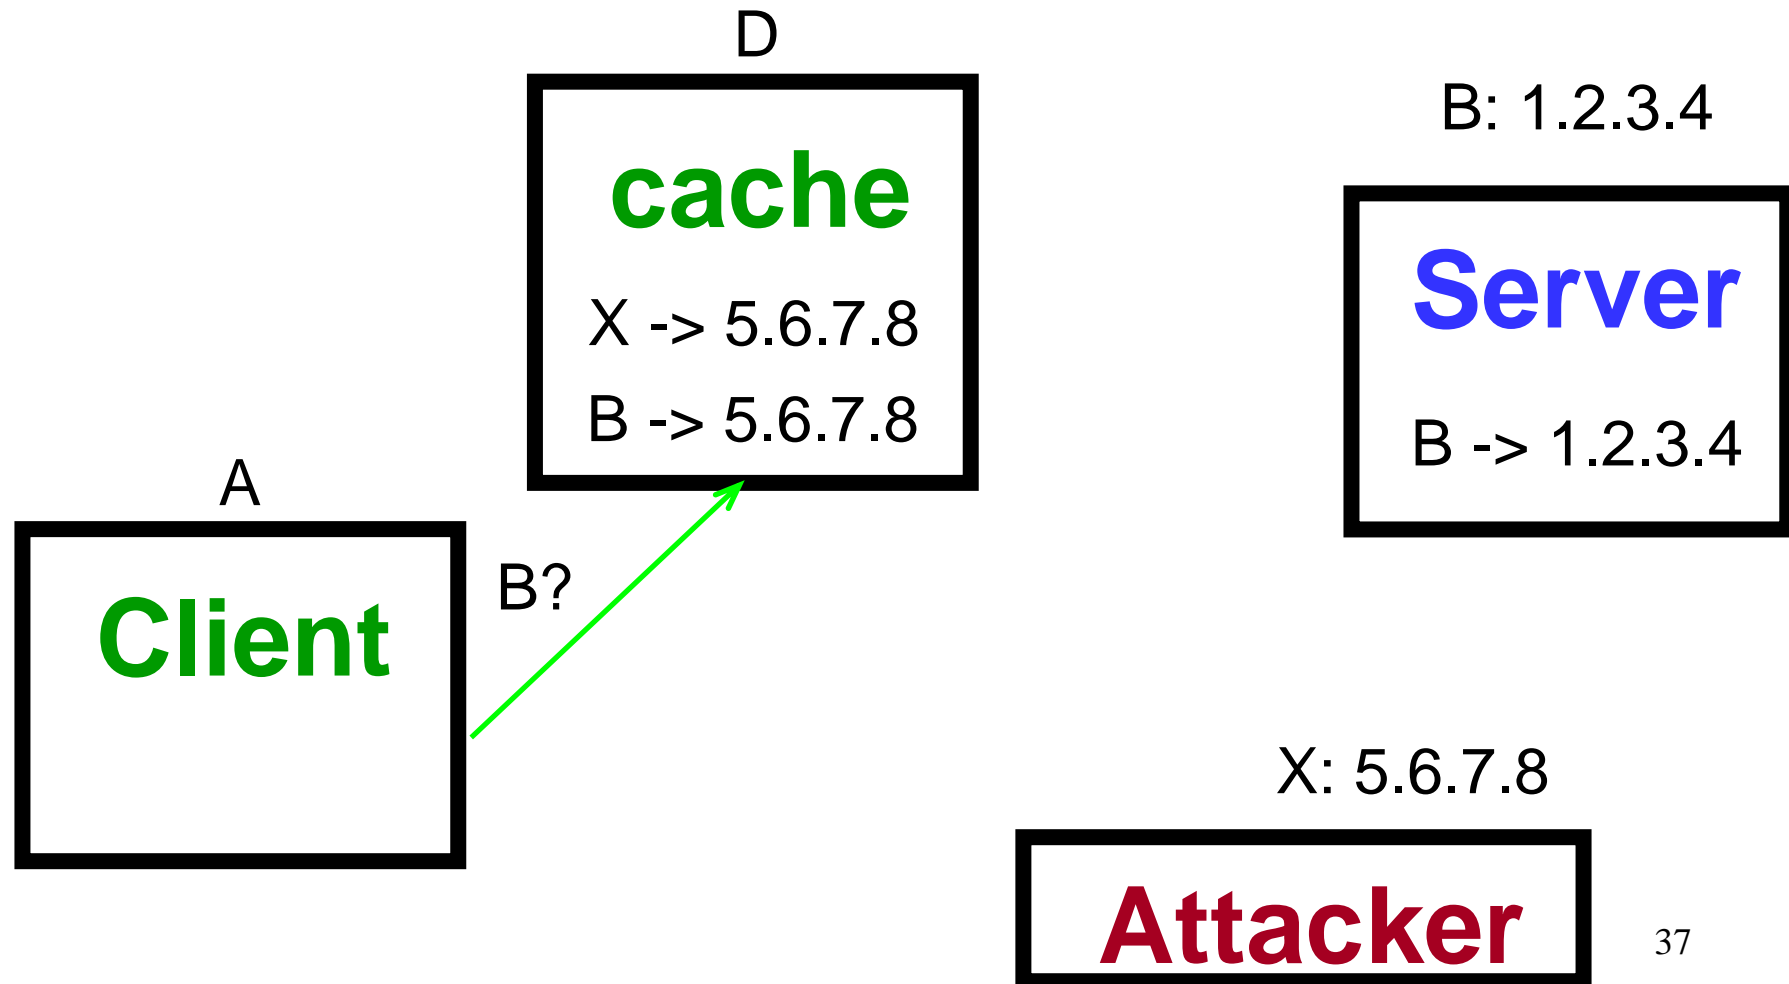 D
cache
X -> 5.6.7.8
B -> 5.6.7.8
B: 1.2.3.4
Server
B -> 1.2.3.4
A
Client
B?
X: 5.6.7.8
Attacker
37